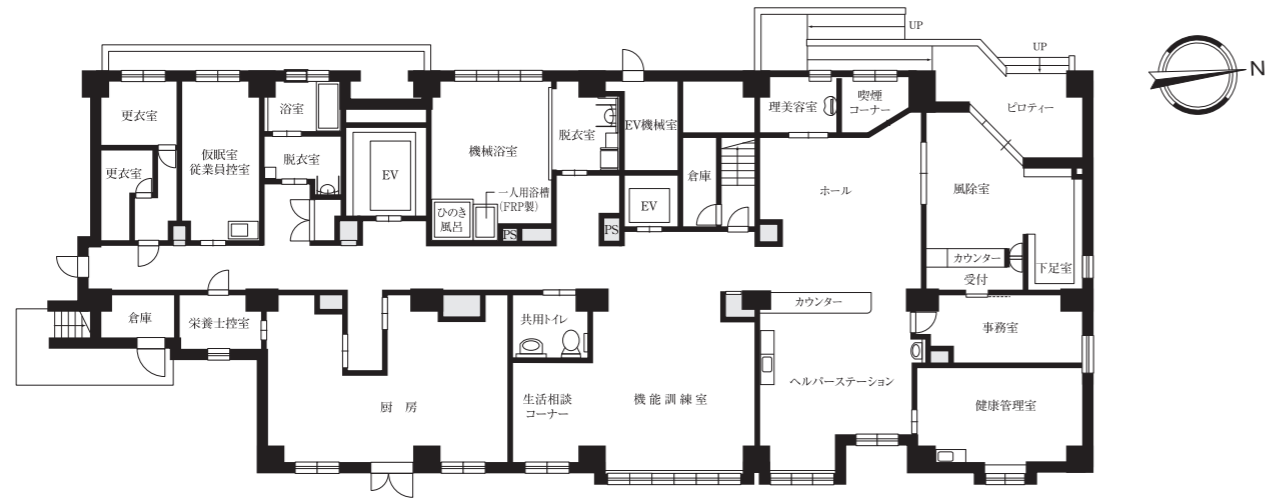 UP
UP
N
更衣室
浴室
理美容室
喫煙
コーナー
ピロティー
仮眠室
従業員控室
脱衣室
EV機械室
更衣室
脱衣室
機械浴室
EV
倉庫
ホール
風除室
一人用浴槽
(FRP製)
ひのき
風呂
EV
PS
PS
カウンター
受付
下足室
倉庫
栄養士控室
共用トイレ
カウンター
事務室
ヘルパーステーション
厨 房
生活相談
コーナー
機能訓練室
健康管理室